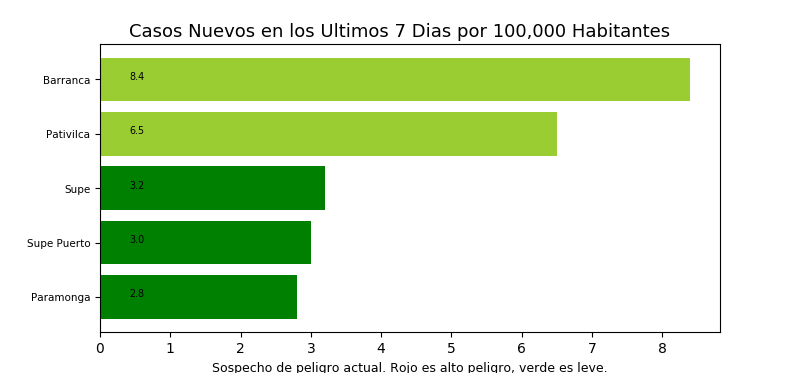 Casos Nuevos en los Ultimos 7 Dias por 100,000 Habitantes
Barranca 8.4
Pativilca 6.5
Supe 3.2
Supe Puerto 3.0
Paramonga 2.8
0 1 2 3 4 5 6 7 8
Sospecho de peligro actual. Rojo es alto peligro, verde es leve.